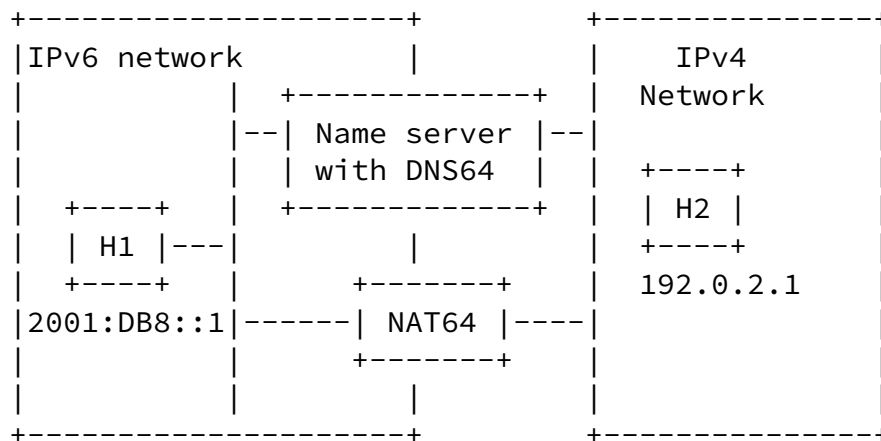 IPv6 network
IPv4
Network
Name server
with DNS64
H1
H2
192.0.2.1
2001:DB8::1
NAT64